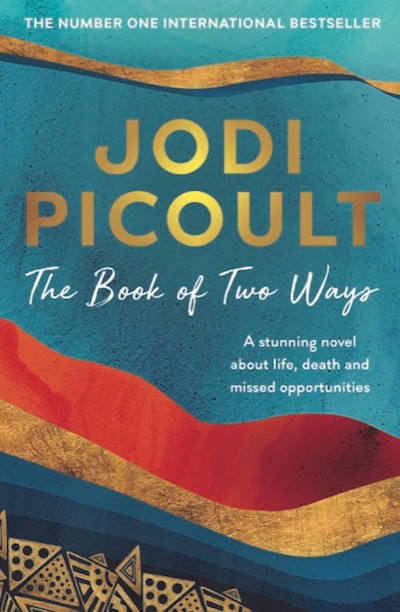 THE NUMBER ONE INTERNATIONAL BESTSELLER
JODI
PICOULT
The Book of Two Ways
A stunning novel
about life, death and
missed opportunities